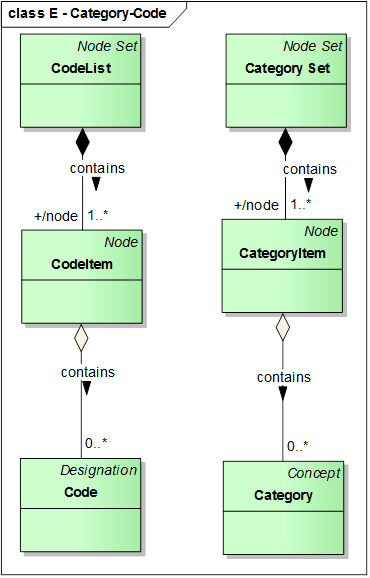 class E - Category-Code
Node Set
CodeList
contains
+/node
1..*
Node
CodeItem
contains
0..*
Designation
Code
Node Set
Category Set
contains
+/node
1..*
Node
CategoryItem
contains
0..*
Concept
Category